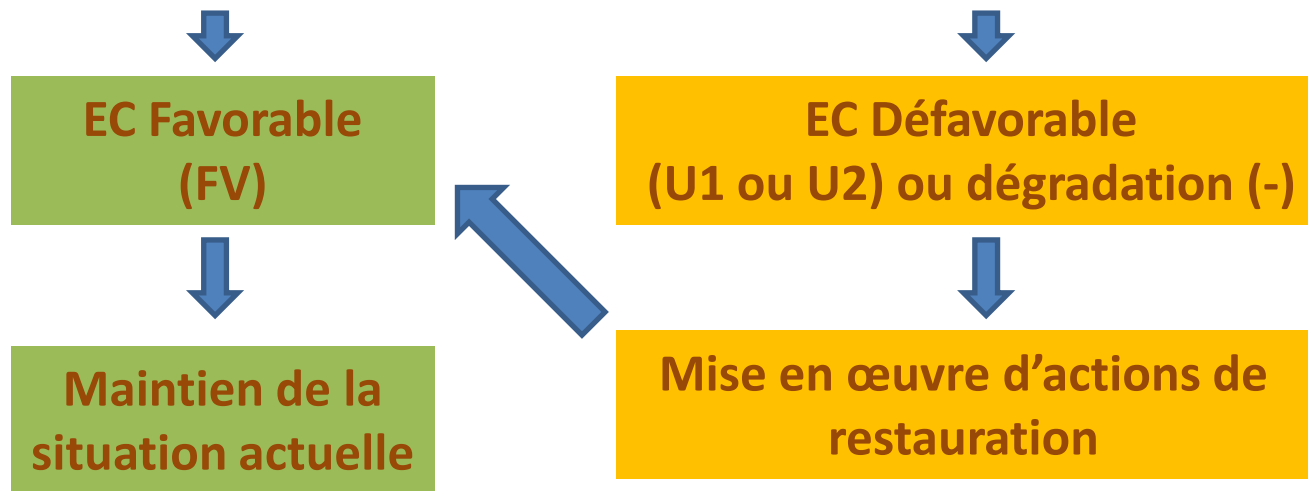 EC Favorable
(FV)
EC Défavorable
(U1 ou U2) ou dégradation (-)
Maintien de la
situation actuelle
Mise en œuvre d’actions de
restauration